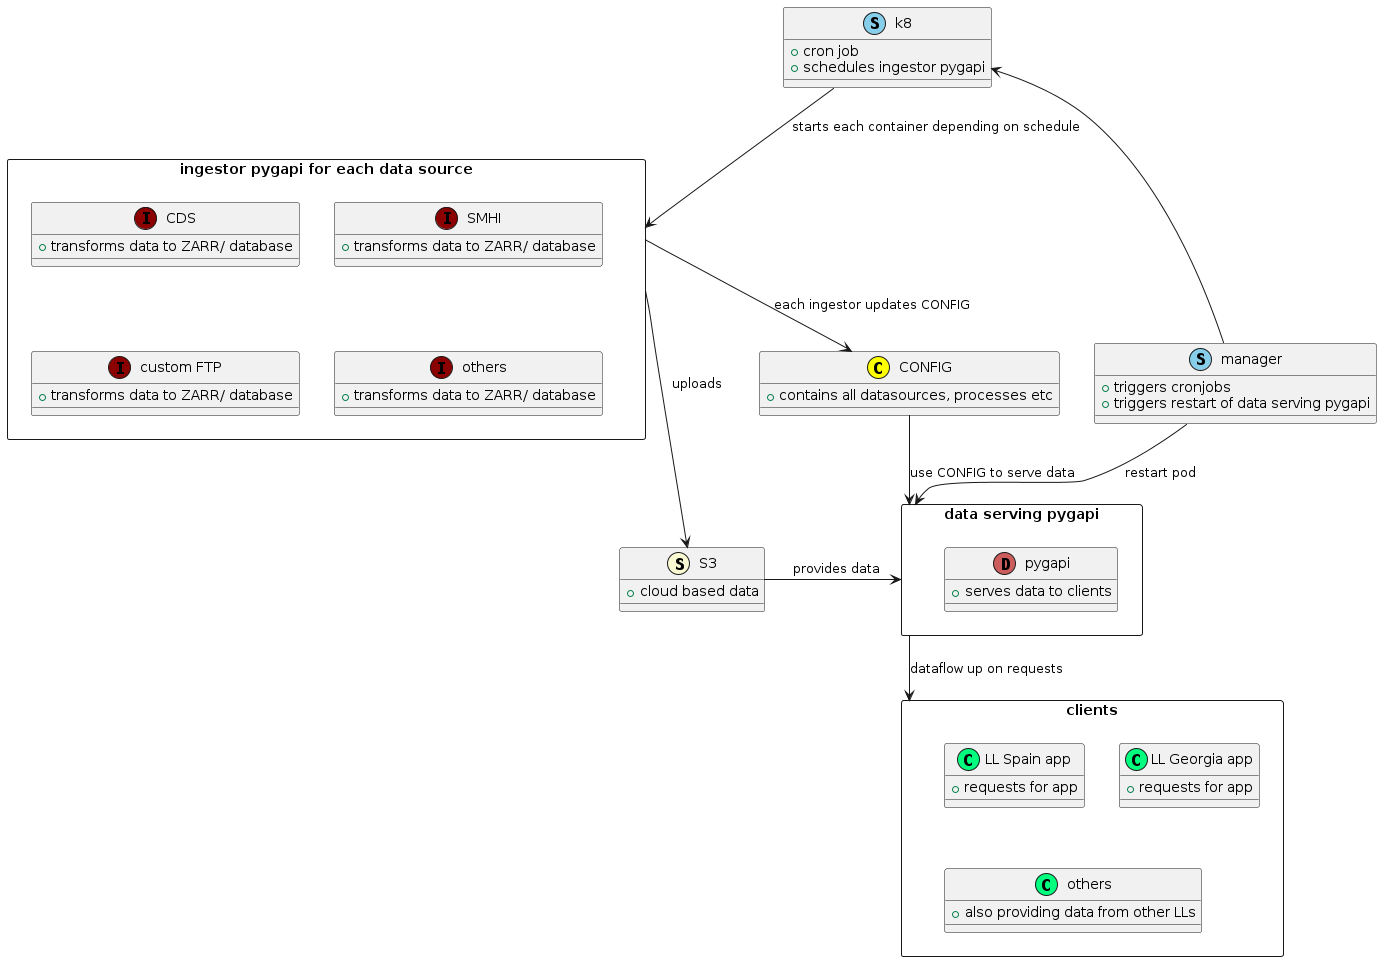 S k8
cron job
schedules ingestor pygapi
starts each container depending on schedule
ingestor pygapi for each data source
I CDS
transforms data to ZARR/ database
I SMHI
transforms data to ZARR/ database
I custom FTP
transforms data to ZARR/ database
I others
transforms data to ZARR/ database
each ingestor updates CONFIG
uploads
C CONFIG
contains all datasources, processes etc
S manager
triggers cronjobs
triggers restart of data serving pygapi
use CONFIG to serve data
restart pod
S S3
cloud based data
provides data
data serving pygapi
D pygapi
serves data to clients
dataflow up on requests
clients
C LL Spain app
requests for app
C LL Georgia app
requests for app
C others
also providing data from other LLs